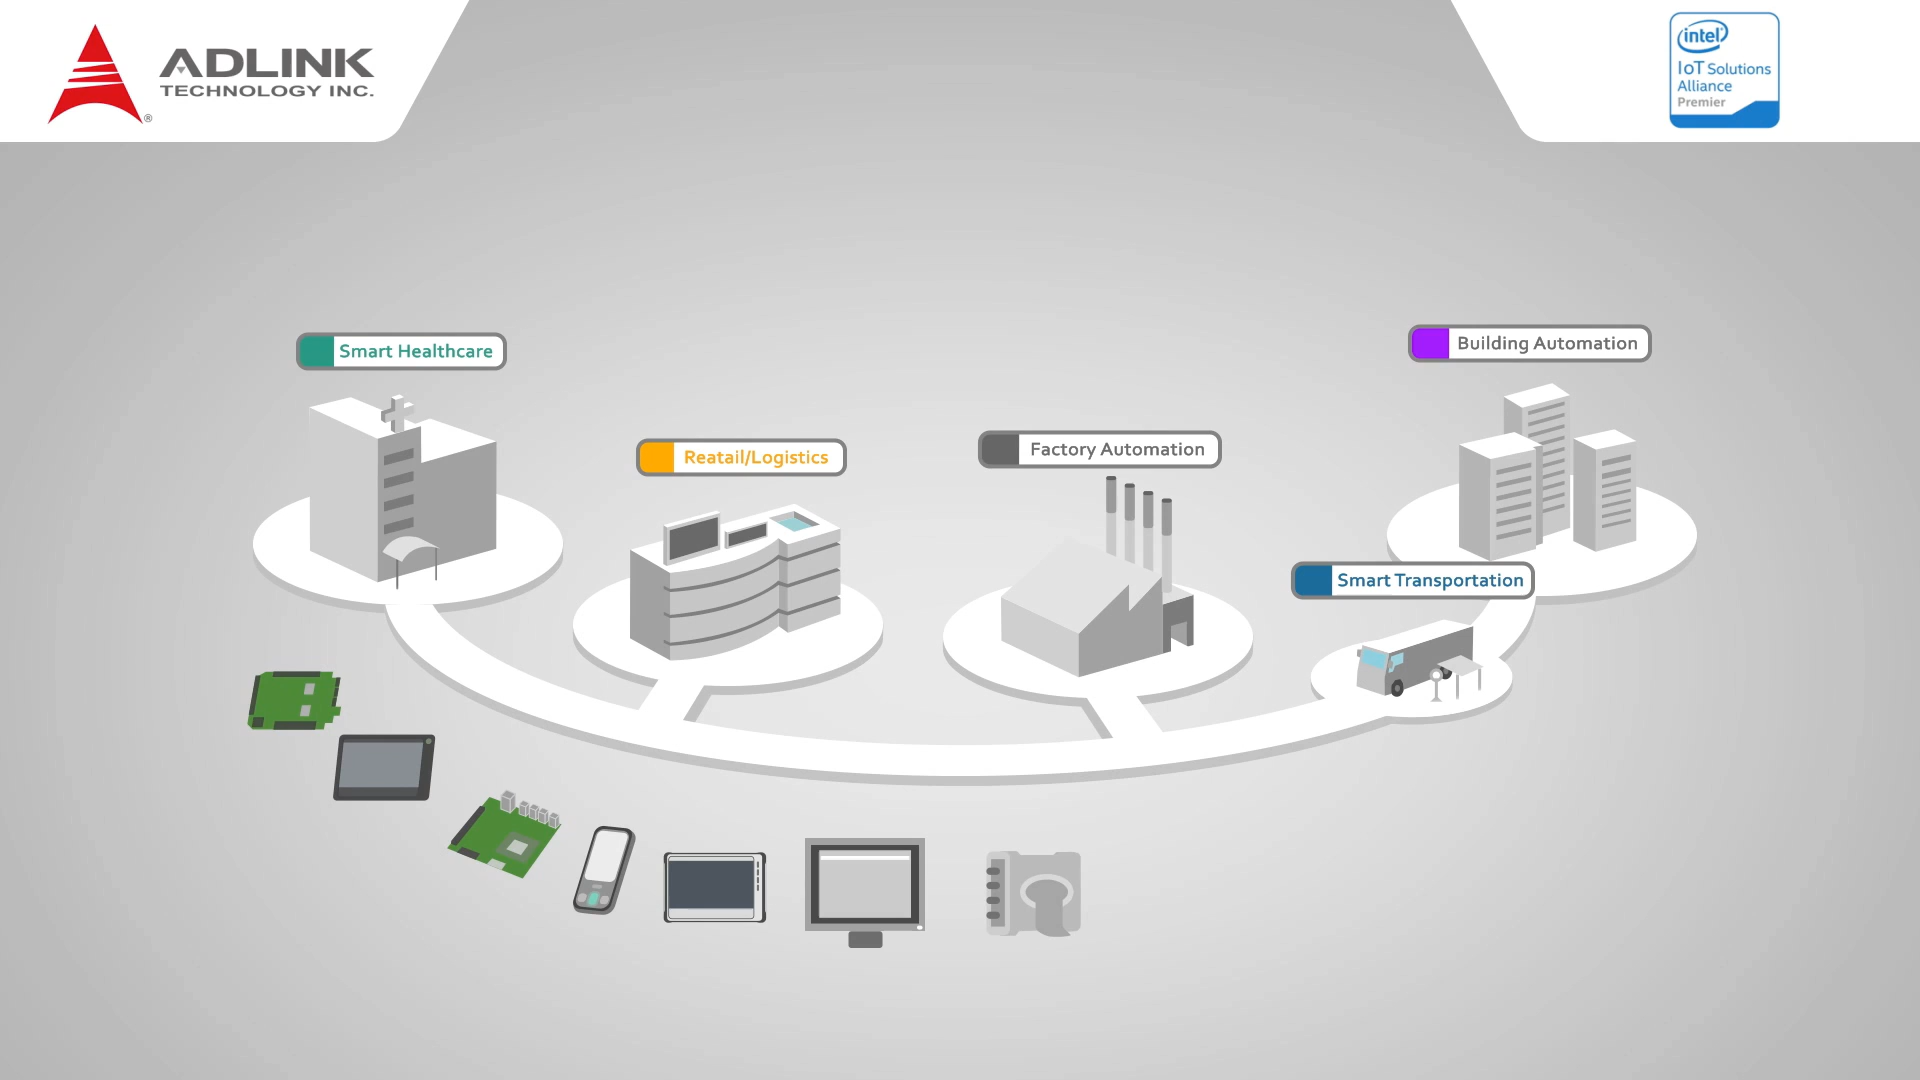 ADLINK
TECHNOLOGY INC.
®
intel
IoT Solutions
Alliance
Premier
Smart Healthcare
Building Automation
Reatail/Logistics
Factory Automation
Smart Transportation